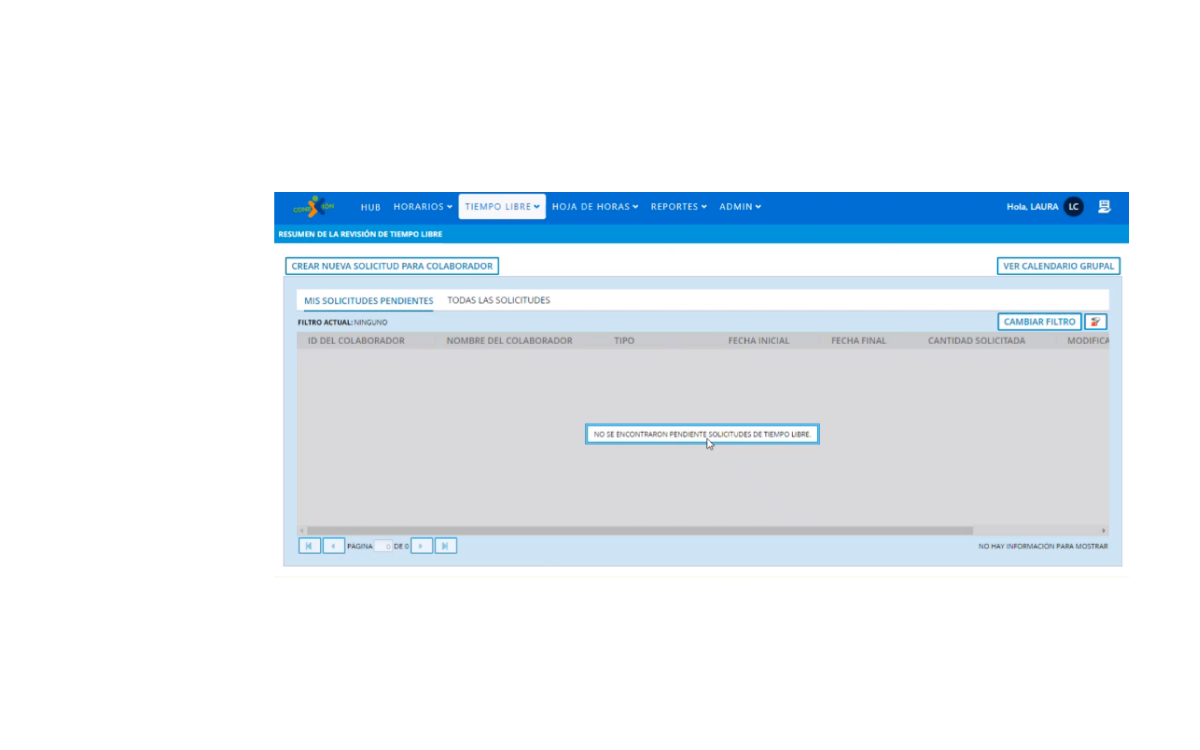 HUB HORARIOS TIEMPO LIBRE HOJA DE HORAS REPORTES ADMIN Hola, LAURA LC
RESUMEN DE LA REVISIÓN DE TIEMPO LIBRE
CREAR NUEVA SOLICITUD PARA COLABORADOR VER CALENDARIO GRUPAL
MIS SOLICITUDES PENDIENTES TODAS LAS SOLICITUDES
FILTRO ACTUAL: NINGUNO CAMBIAR FILTRO
ID DEL COLABORADOR NOMBRE DEL COLABORADOR TIPO FECHA INICIAL FECHA FINAL CANTIDAD SOLICITADA MODIFICA
NO SE ENCONTRARON PENDIENTE SOLICITUDES DE TIEMPO LIBRE.
PÁGINA 0 DE 0 NO HAY INFORMACIÓN PARA MOSTRAR